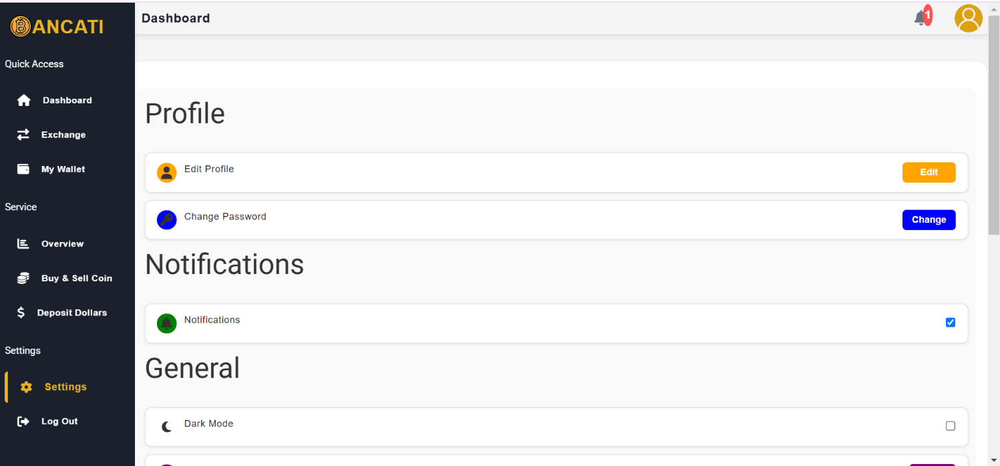 BANCATI
Dashboard
1
Quick Access
Dashboard
Exchange
My Wallet
Service
Overview
Buy & Sell Coin
Deposit Dollars
Settings
Settings
Log Out
Profile
Edit Profile
Edit
Change Password
Change
Notifications
Notifications
General
Dark Mode